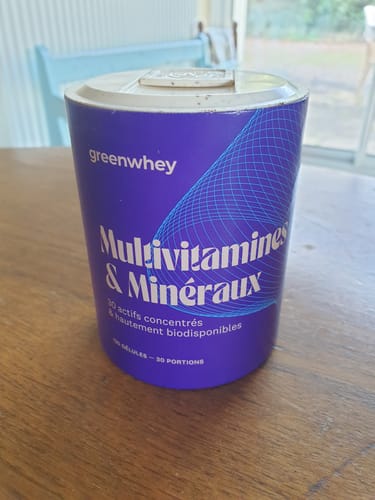 greenwhey
Multivitamines
& Minéraux
30 actifs concentrés
& hautement biodisponibles
GÉLULES — 30 PORTIONS